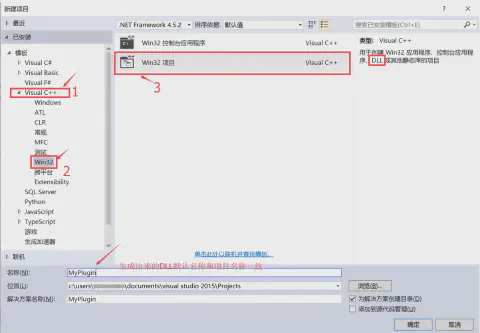 新建项目
最近
.NET Framework 4.5.2 排序依据: 默认值
搜索已安装模板(Ctrl+E)
已安装
模板
Visual C#
Visual Basic
Visual F#
Visual C++
1
Windows
ATL
CLR
常规
MFC
测试
Win32
2
跨平台
Extensibility
SQL Server
Python
JavaScript
TypeScript
游戏
生成加速器
联机
Win32 控制台应用程序 Visual C++
Win32 项目 Visual C++
3
类型: Visual C++
用于创建 Win32 应用程序、控制台应用程
序、DLL 或其他静态库的项目
单击此处以联机并查找模板。
生成出来的DLL默认名称和项目名称一致
名称(N): MyPlugin
位置(L): c:\users\ \documents\visual studio 2015\Projects
浏览(B)...
解决方案名称(M): MyPlugin
为解决方案创建目录(D)
添加到源代码管理(U)
确定
取消